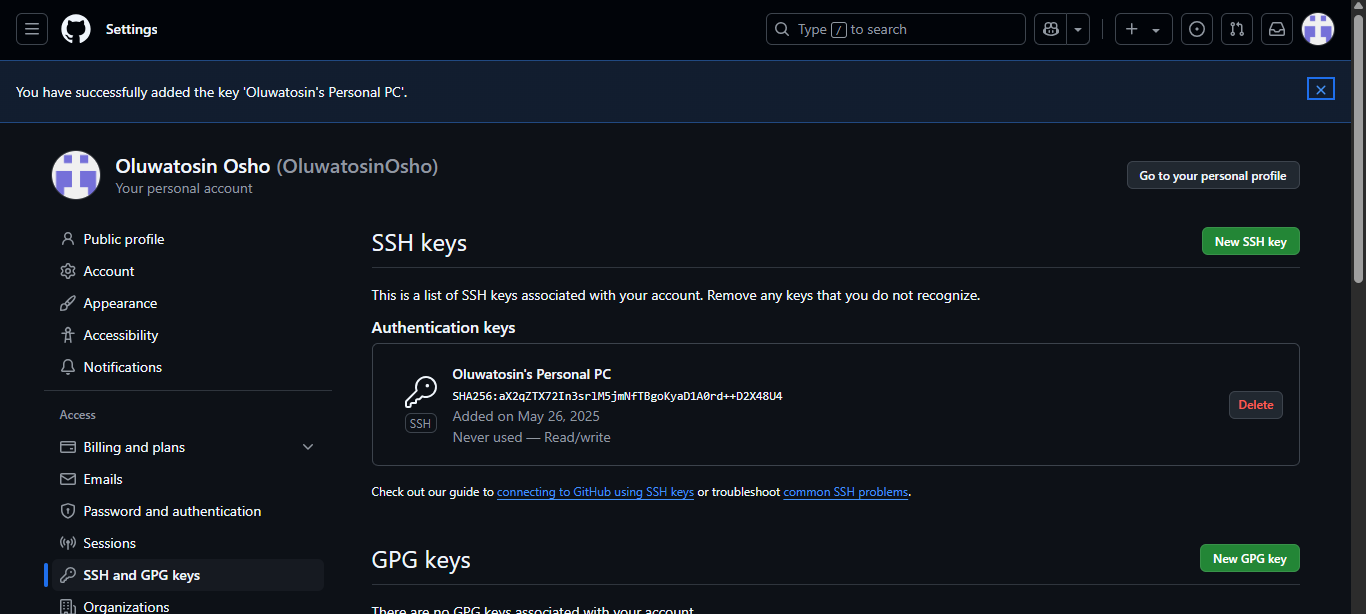 Settings
Type / to search
You have successfully added the key 'Oluwatosin's Personal PC'.
Oluwatosin Osho (OluwatosinOsho)
Your personal account
Go to your personal profile
Public profile
Account
Appearance
Accessibility
Notifications
Access
Billing and plans
Emails
Password and authentication
Sessions
SSH and GPG keys
Organizations
SSH keys
New SSH key
This is a list of SSH keys associated with your account. Remove any keys that you do not recognize.
Authentication keys
Oluwatosin's Personal PC
SHA256:aX2qZTX72In3srlM5jmNfTBgoKyaD1A0rd++D2X48U4
SSH
Added on May 26, 2025
Never used — Read/write
Delete
Check out our guide to connecting to GitHub using SSH keys or troubleshoot common SSH problems.
GPG keys
New GPG key
There are no GPG keys associated with your account.